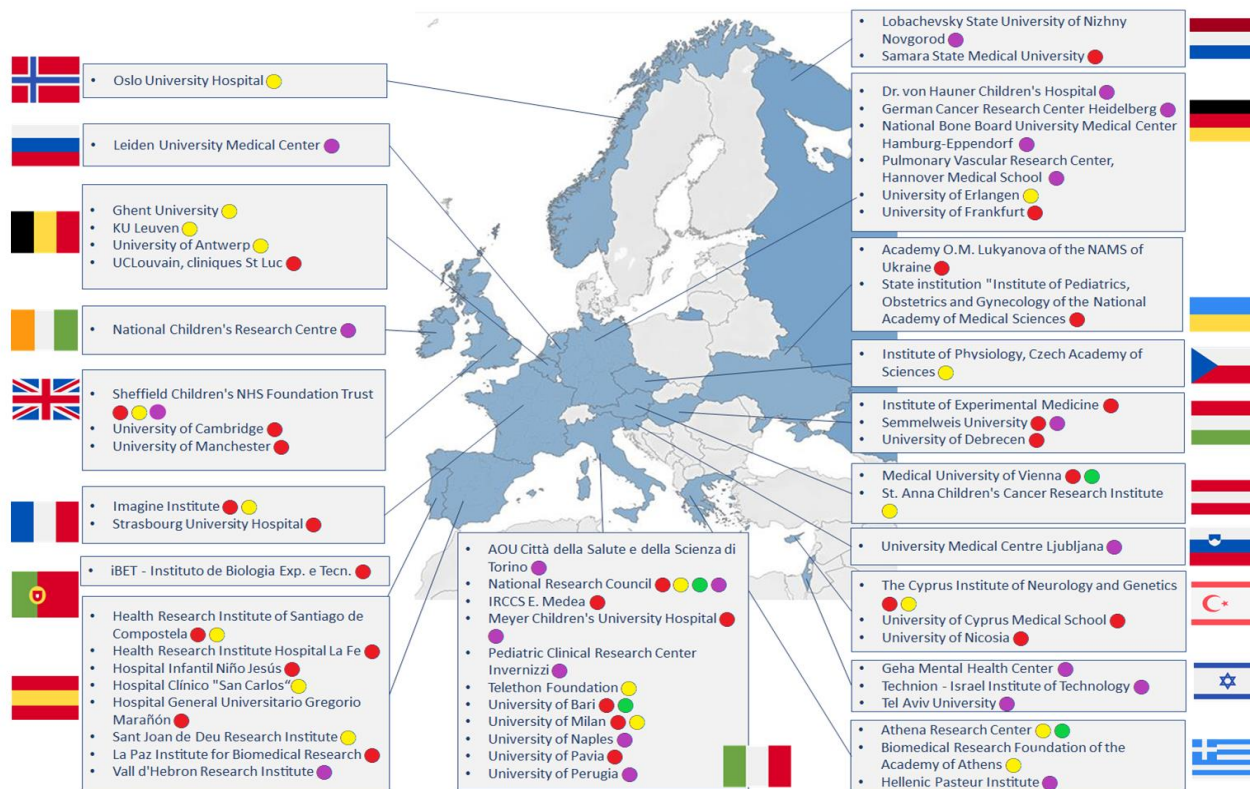 Oslo University Hospital
Leiden University Medical Center
Ghent University
KU Leuven
University of Antwerp
UCLouvain, cliniques St Luc
National Children's Research Centre
Sheffield Children's NHS Foundation Trust
University of Cambridge
University of Manchester
Imagine Institute
Strasbourg University Hospital
iBET - Instituto de Biologia Exp. e Tecn.
Health Research Institute of Santiago de
Compostela
Health Research Institute Hospital La Fe
Hospital Infantil Niño Jesús
Hospital Clínico "San Carlos“
Hospital General Universitario Gregorio
Marañón
Sant Joan de Deu Research Institute
La Paz Institute for Biomedical Research
Vall d'Hebron Research Institute
AOU Città della Salute e della Scienza di
Torino
National Research Council
IRCCS E. Medea
Meyer Children's University Hospital
Pediatric Clinical Research Center
Invernizzi
Telethon Foundation
University of Bari
University of Milan
University of Naples
University of Pavia
University of Perugia
Lobachevsky State University of Nizhny
Novgorod
Samara State Medical University
Dr. von Hauner Children's Hospital
German Cancer Research Center Heidelberg
National Bone Board University Medical Center
Hamburg-Eppendorf
Pulmonary Vascular Research Center,
Hannover Medical School
University of Erlangen
University of Frankfurt
Academy O.M. Lukyanova of the NAMS of
Ukraine
State institution "Institute of Pediatrics,
Obstetrics and Gynecology of the National
Academy of Medical Sciences
Institute of Physiology, Czech Academy of
Sciences
Institute of Experimental Medicine
Semmelweis University
University of Debrecen
Medical University of Vienna
St. Anna Children's Cancer Research Institute
University Medical Centre Ljubljana
The Cyprus Institute of Neurology and Genetics
University of Cyprus Medical School
University of Nicosia
Geha Mental Health Center
Technion - Israel Institute of Technology
Tel Aviv University
Athena Research Center
Biomedical Research Foundation of the
Academy of Athens
Hellenic Pasteur Institute